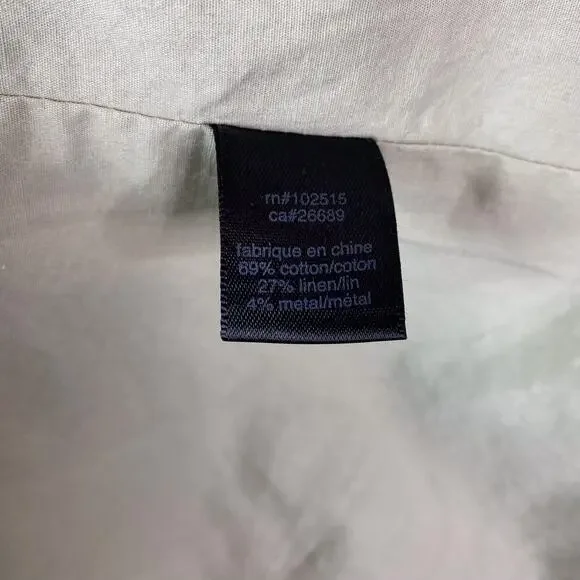 rn#102515
ca#26689
fabrique en chine
69% cotton/coton
27% linen/lin
4% metal/métal